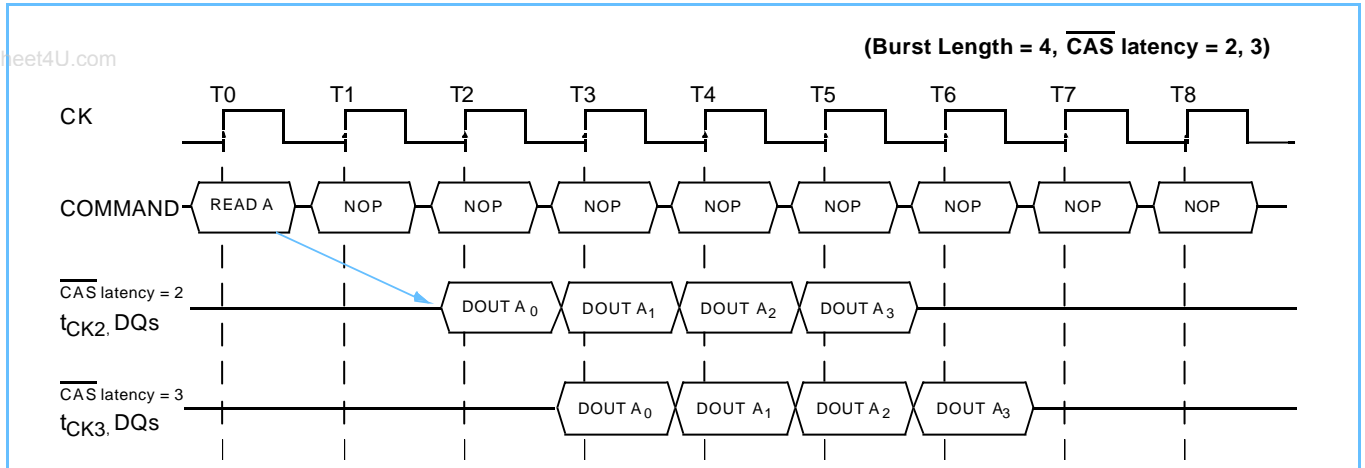 (Burst Length = 4, CAS latency = 2, 3)
heet4U.com
T0 T1 T2 T3 T4 T5 T6 T7 T8
CK
COMMAND READ A NOP NOP NOP NOP NOP NOP NOP NOP
CAS latency = 2
tCK2, DQs DOUT A0 DOUT A1 DOUT A2 DOUT A3
CAS latency = 3
tCK3, DQs DOUT A0 DOUT A1 DOUT A2 DOUT A3